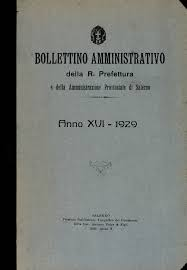 BOLLETTINO AMMINISTRATIVO
della R. Prefettura
e della Amministrazione Provinciale di Salerno
Anno XVI - 1929
SALERNO